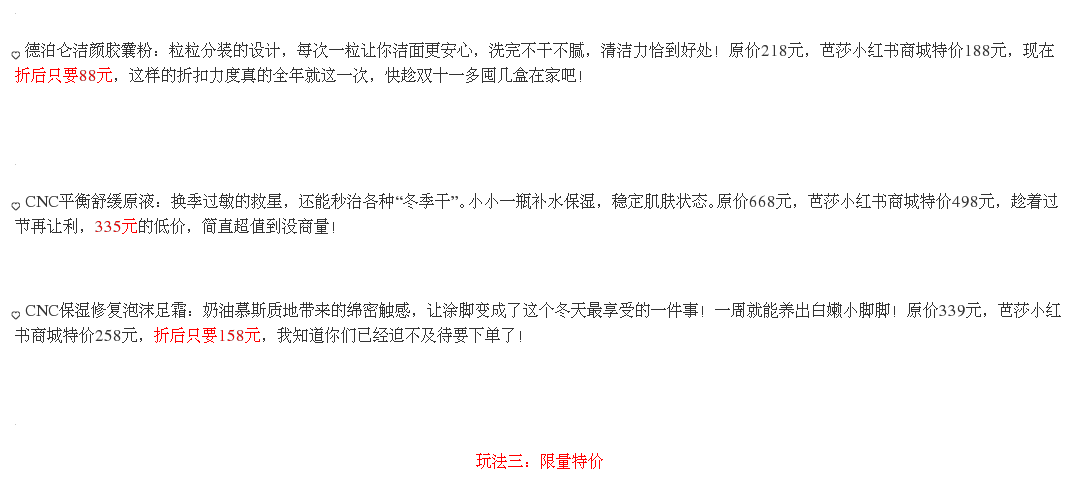 ♡ 德泊仑洁颜胶囊粉：粒粒分装的设计，每次一粒让你洁面更安心，洗完不干不腻，清洁力恰到好处！原价218元，芭莎小红书商城特价188元，现在
折后只要88元，这样的折扣力度真的全年就这一次，快趁双十一多囤几盒在家吧！
♡ CNC平衡舒缓原液：换季过敏的救星，还能秒治各种“冬季干”。小小一瓶补水保湿，稳定肌肤状态。原价668元，芭莎小红书商城特价498元，趁着过
节再让利，335元的低价，简直超值到没商量！
♡ CNC保湿修复泡沫足霜：奶油慕斯质地带来的绵密触感，让涂脚变成了这个冬天最享受的一件事！一周就能养出白嫩小脚脚！原价339元，芭莎小红
书商城特价258元，折后只要158元，我知道你们已经迫不及待要下单了！
玩法三：限量特价